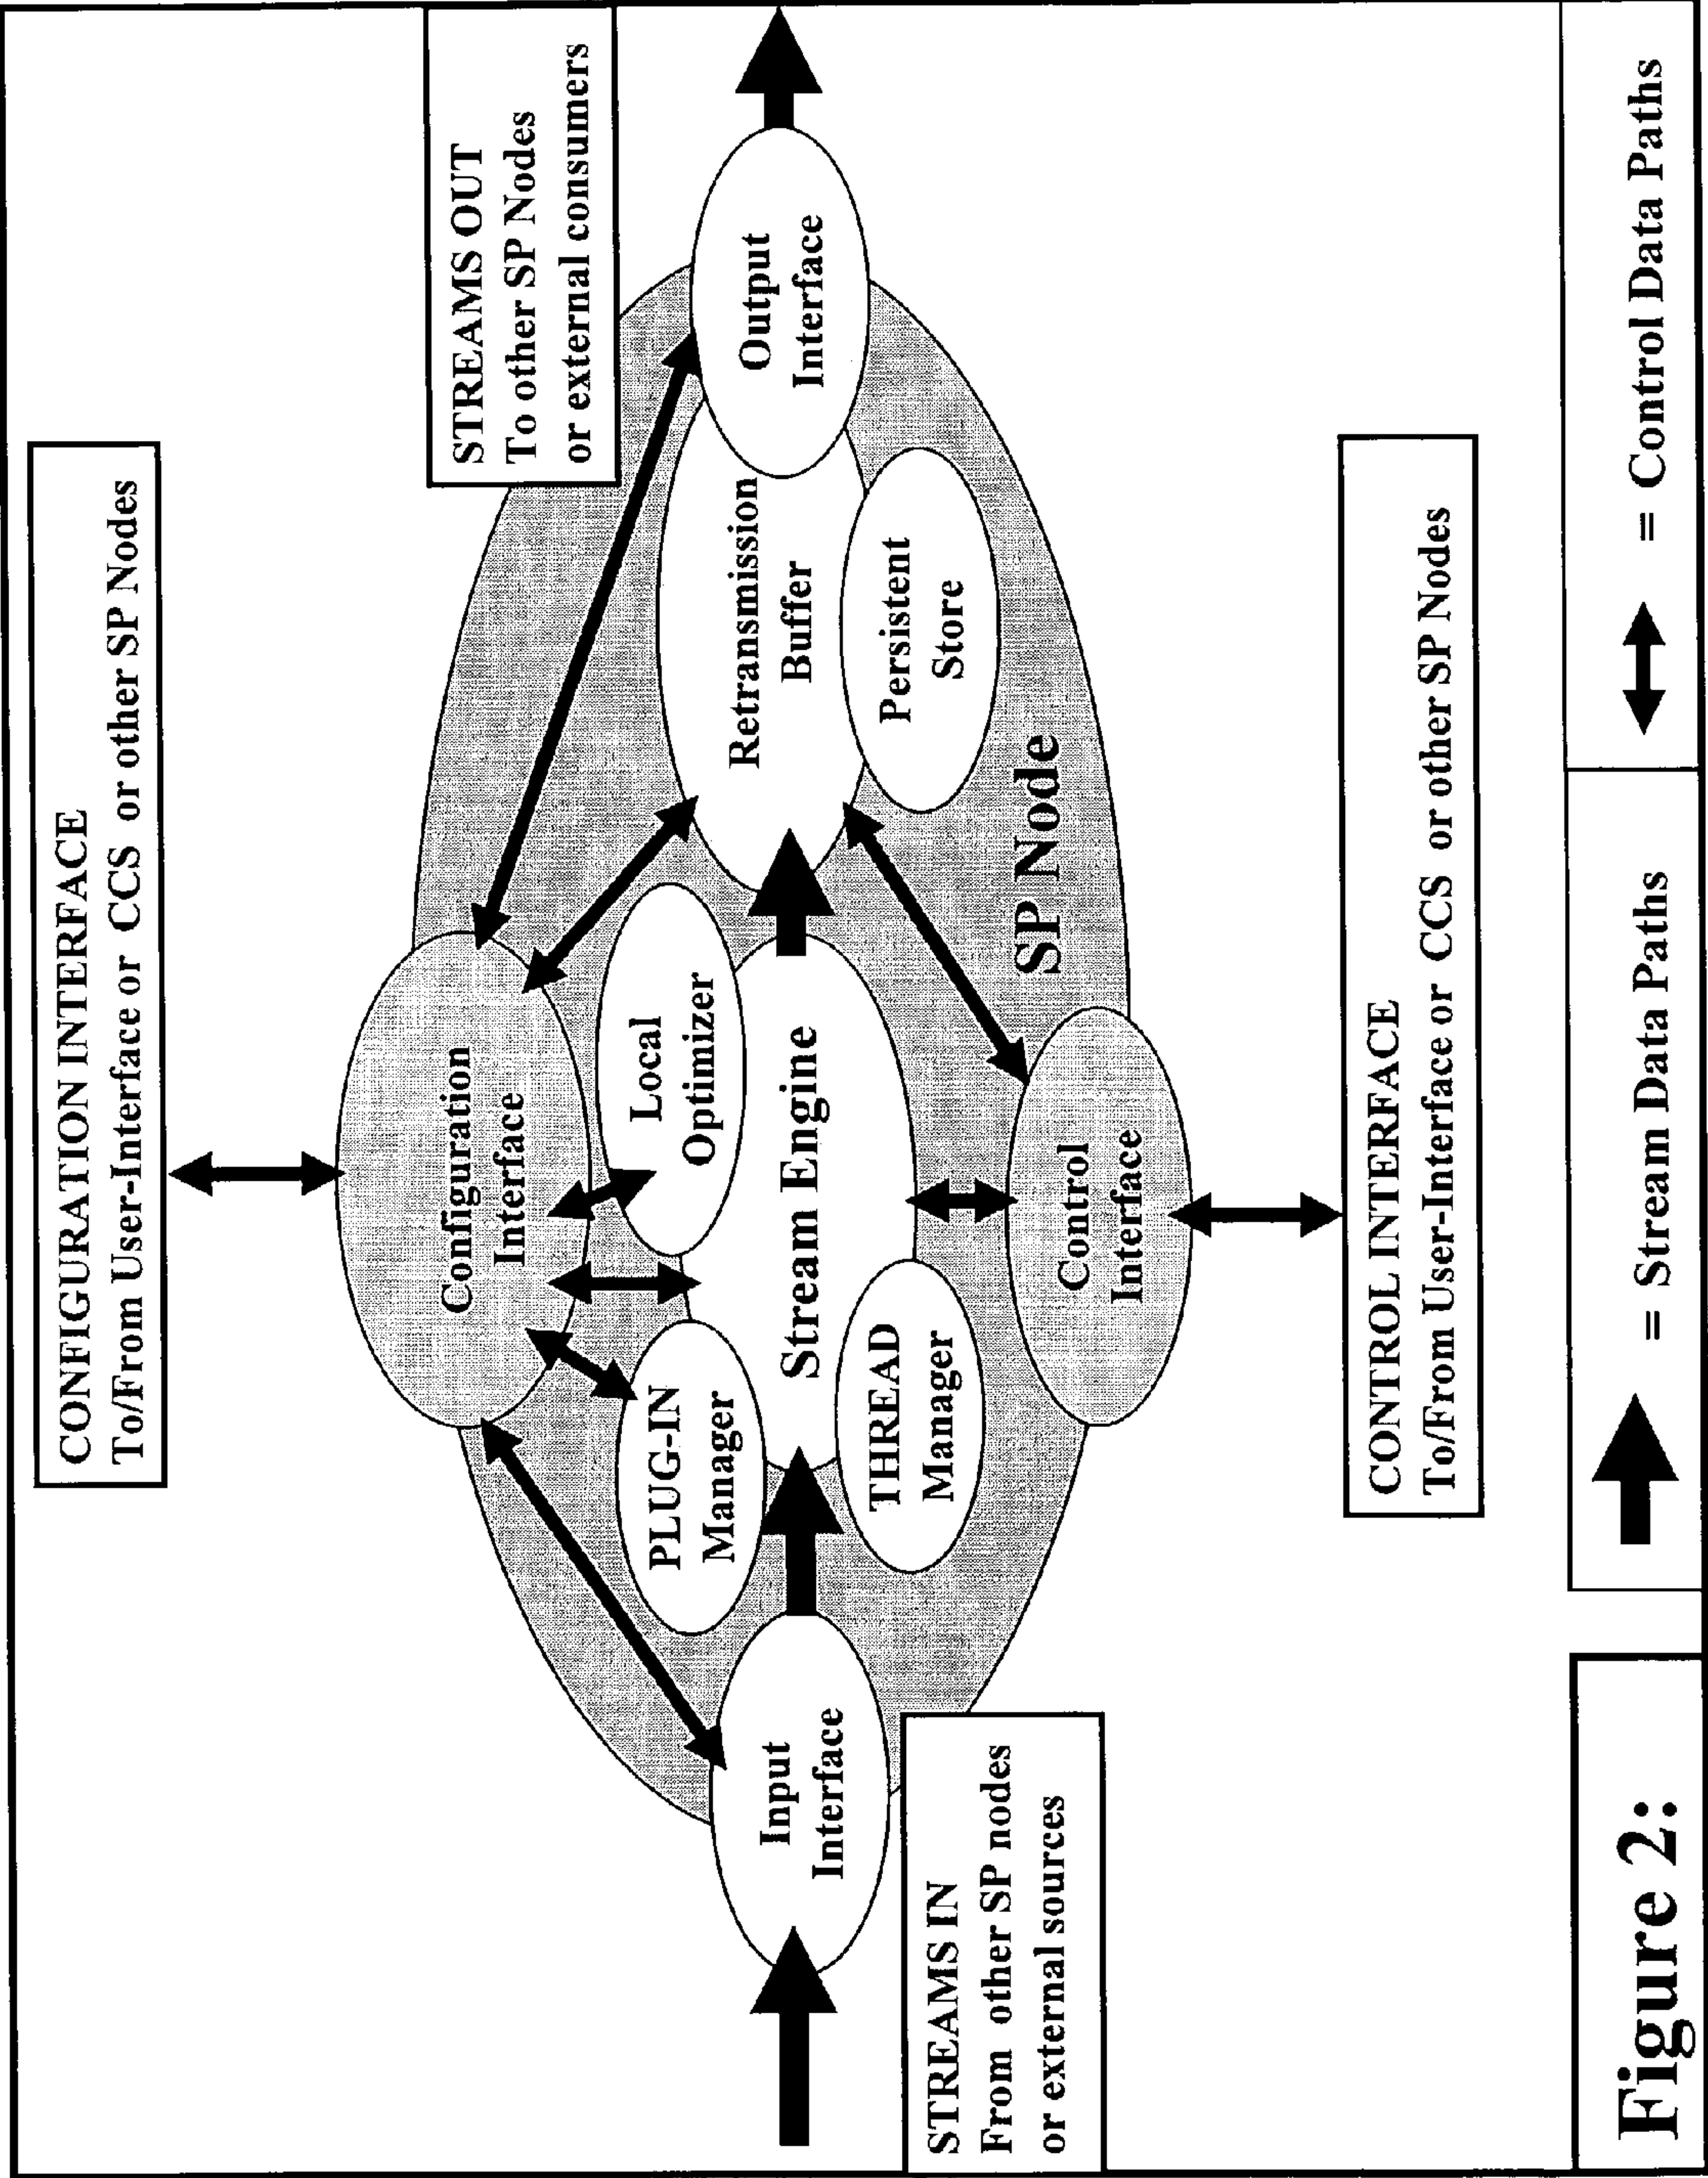 CONFIGURATION INTERFACE
To/From User-Interface or CCS or other SP Nodes
STREAMS OUT
To other SP Nodes
or external consumers
Configuration
Interface
Local
Optimizer
PLUG-IN
Manager
Stream Engine
THREAD
Manager
Input
Interface
Retransmission
Buffer
Output
Interface
Persistent
Store
SP Node
Control
Interface
STREAMS IN
From other SP nodes
or external sources
CONTROL INTERFACE
To/From User-Interface or CCS or other SP Nodes
Figure 2:
= Stream Data Paths
= Control Data Paths